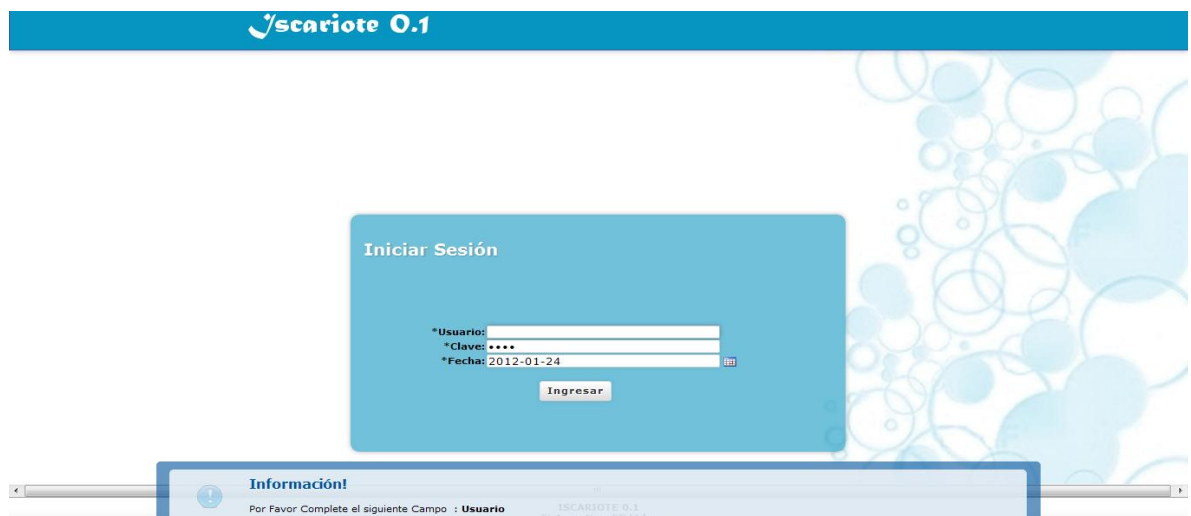 Iscariote 0.1
Iniciar Sesión
*Usuario:
*Clave: ••••
*Fecha: 2012-01-24
Ingresar
Información!
Por Favor Complete el siguiente Campo : Usuario
ISCARIOTE 0.1